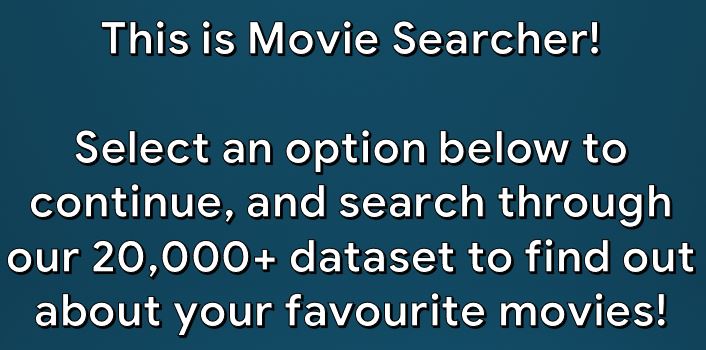 This is Movie Searcher!
Select an option below to
continue, and search through
our 20,000+ dataset to find out
about your favourite movies!